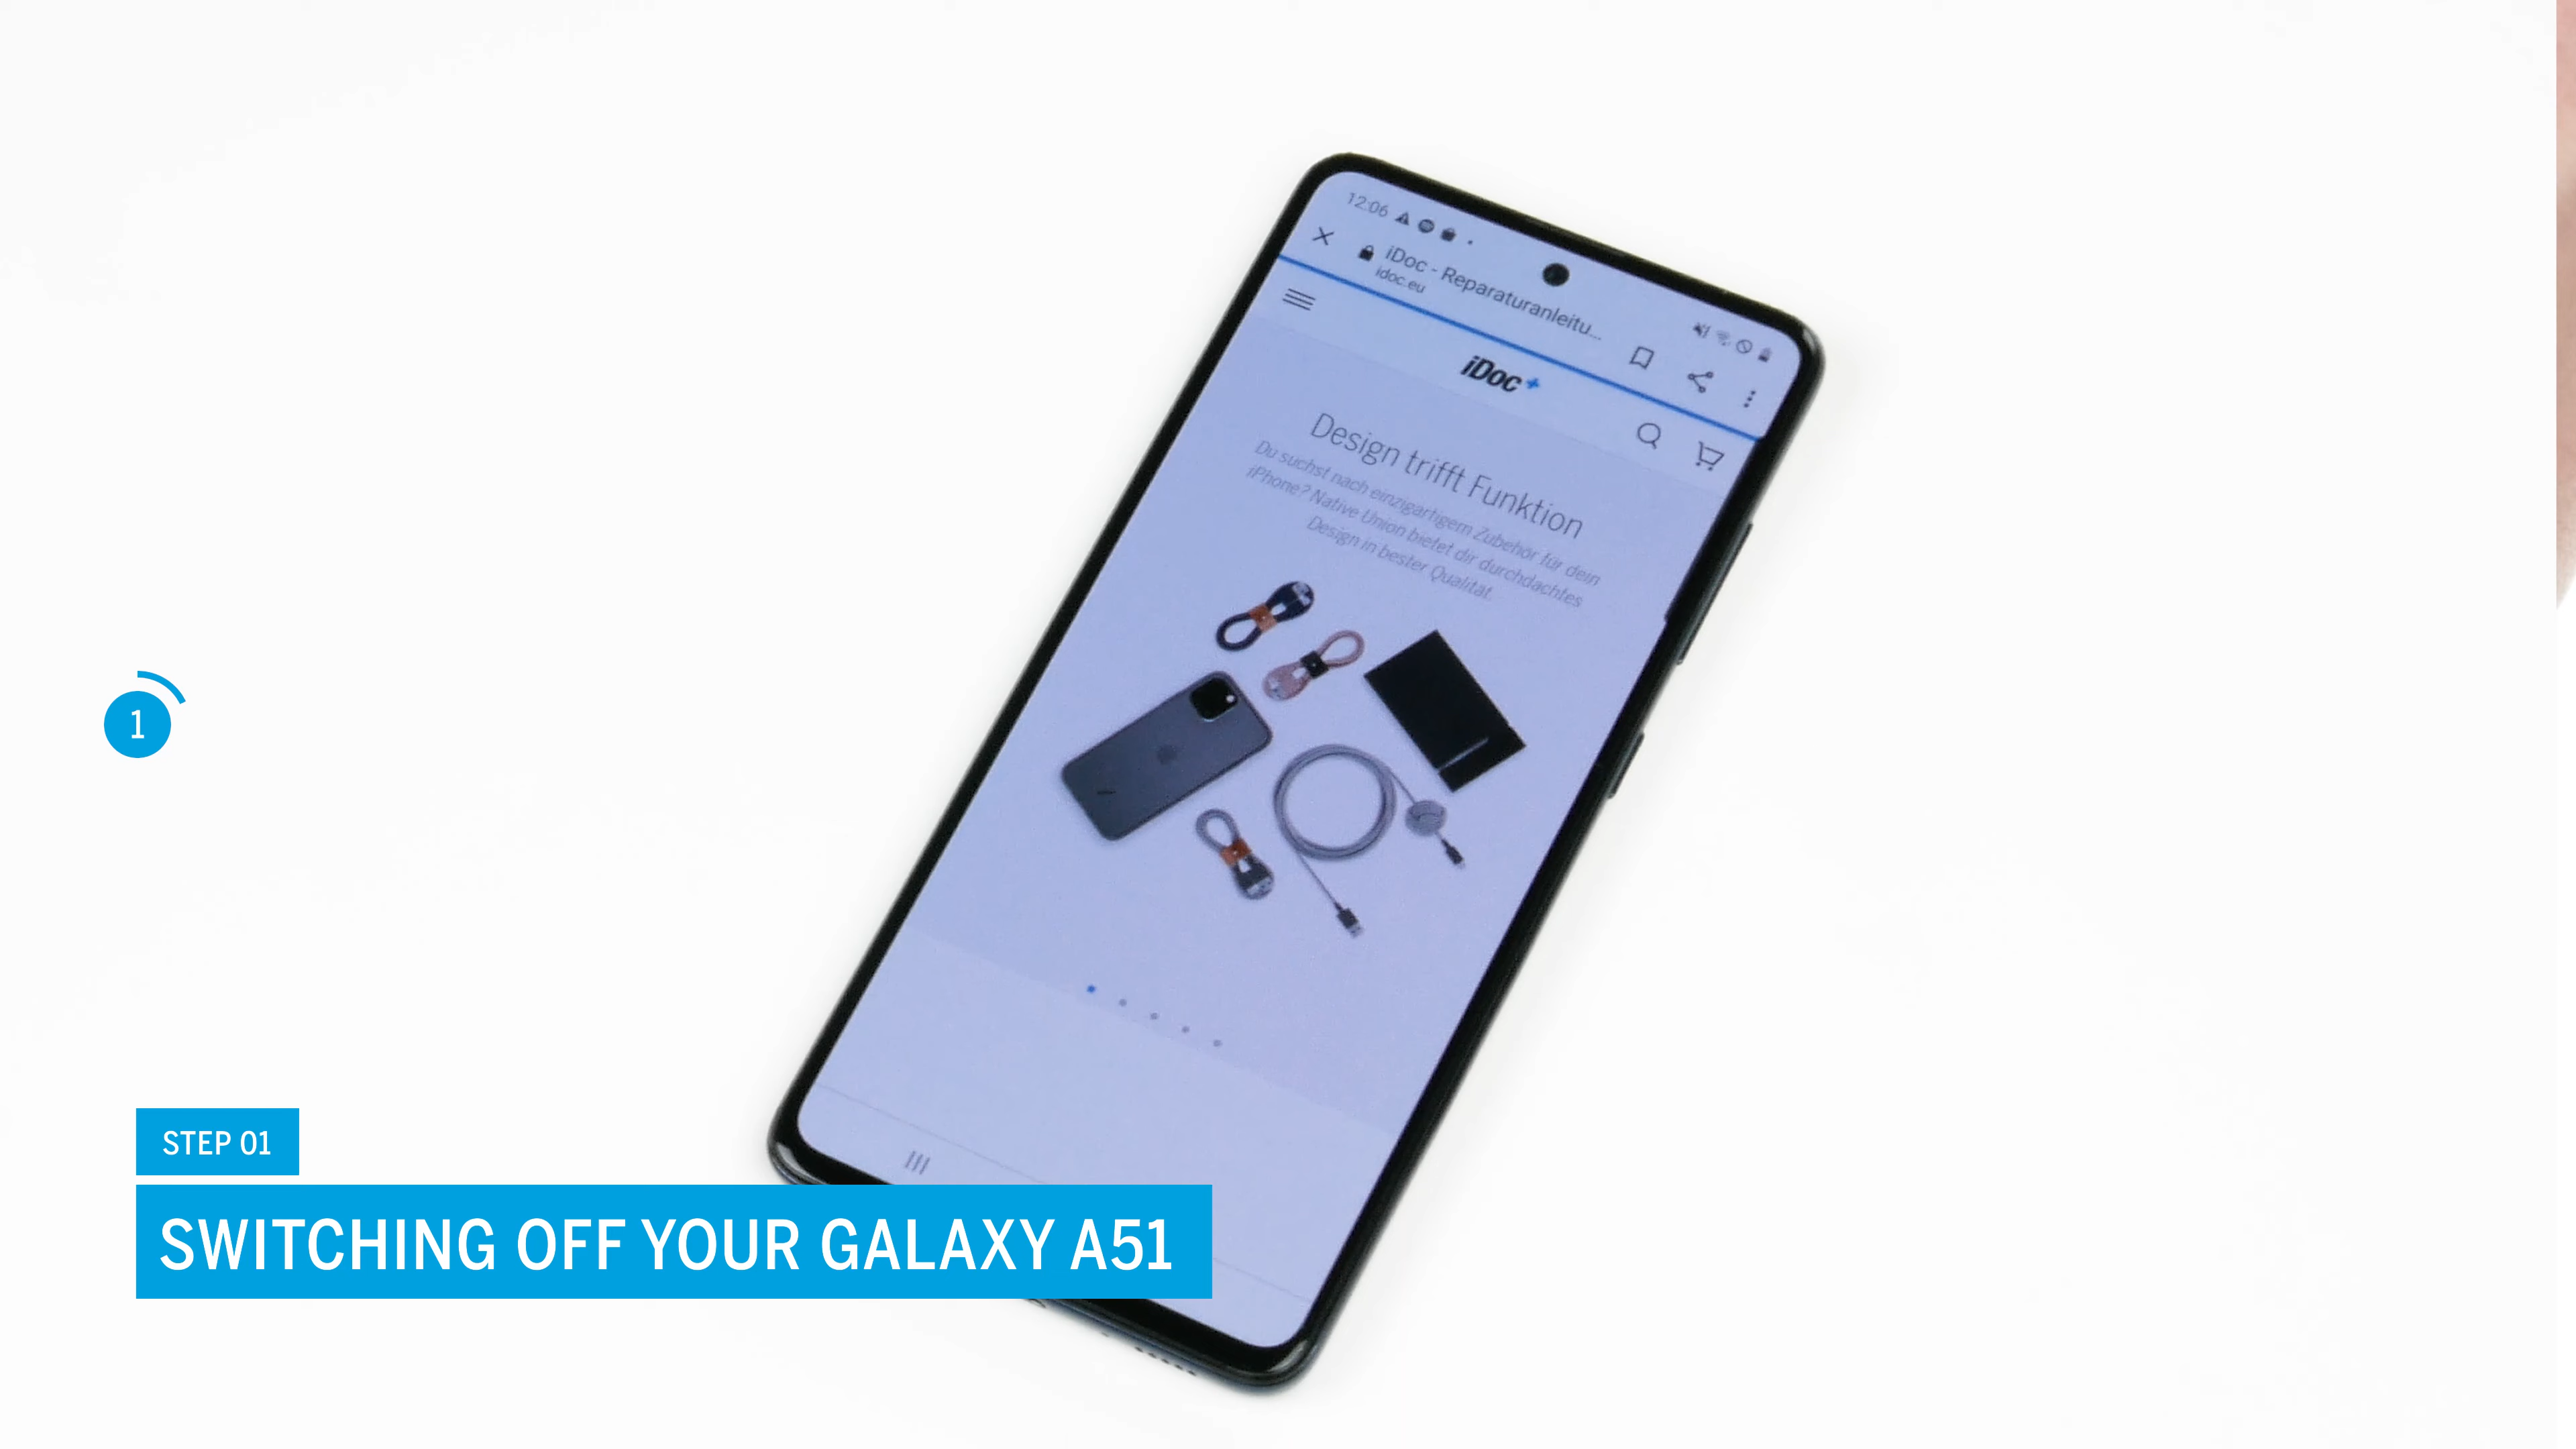 12:06
iDoc - Reparaturanleitu...
idoc.eu
iDoc+
Design trifft Funktion
Du suchst nach einzigartigem Zubehör für dein
iPhone? Native Union bietet dir durchdachtes
Design in bester Qualität.
1
STEP 01
SWITCHING OFF YOUR GALAXY A51